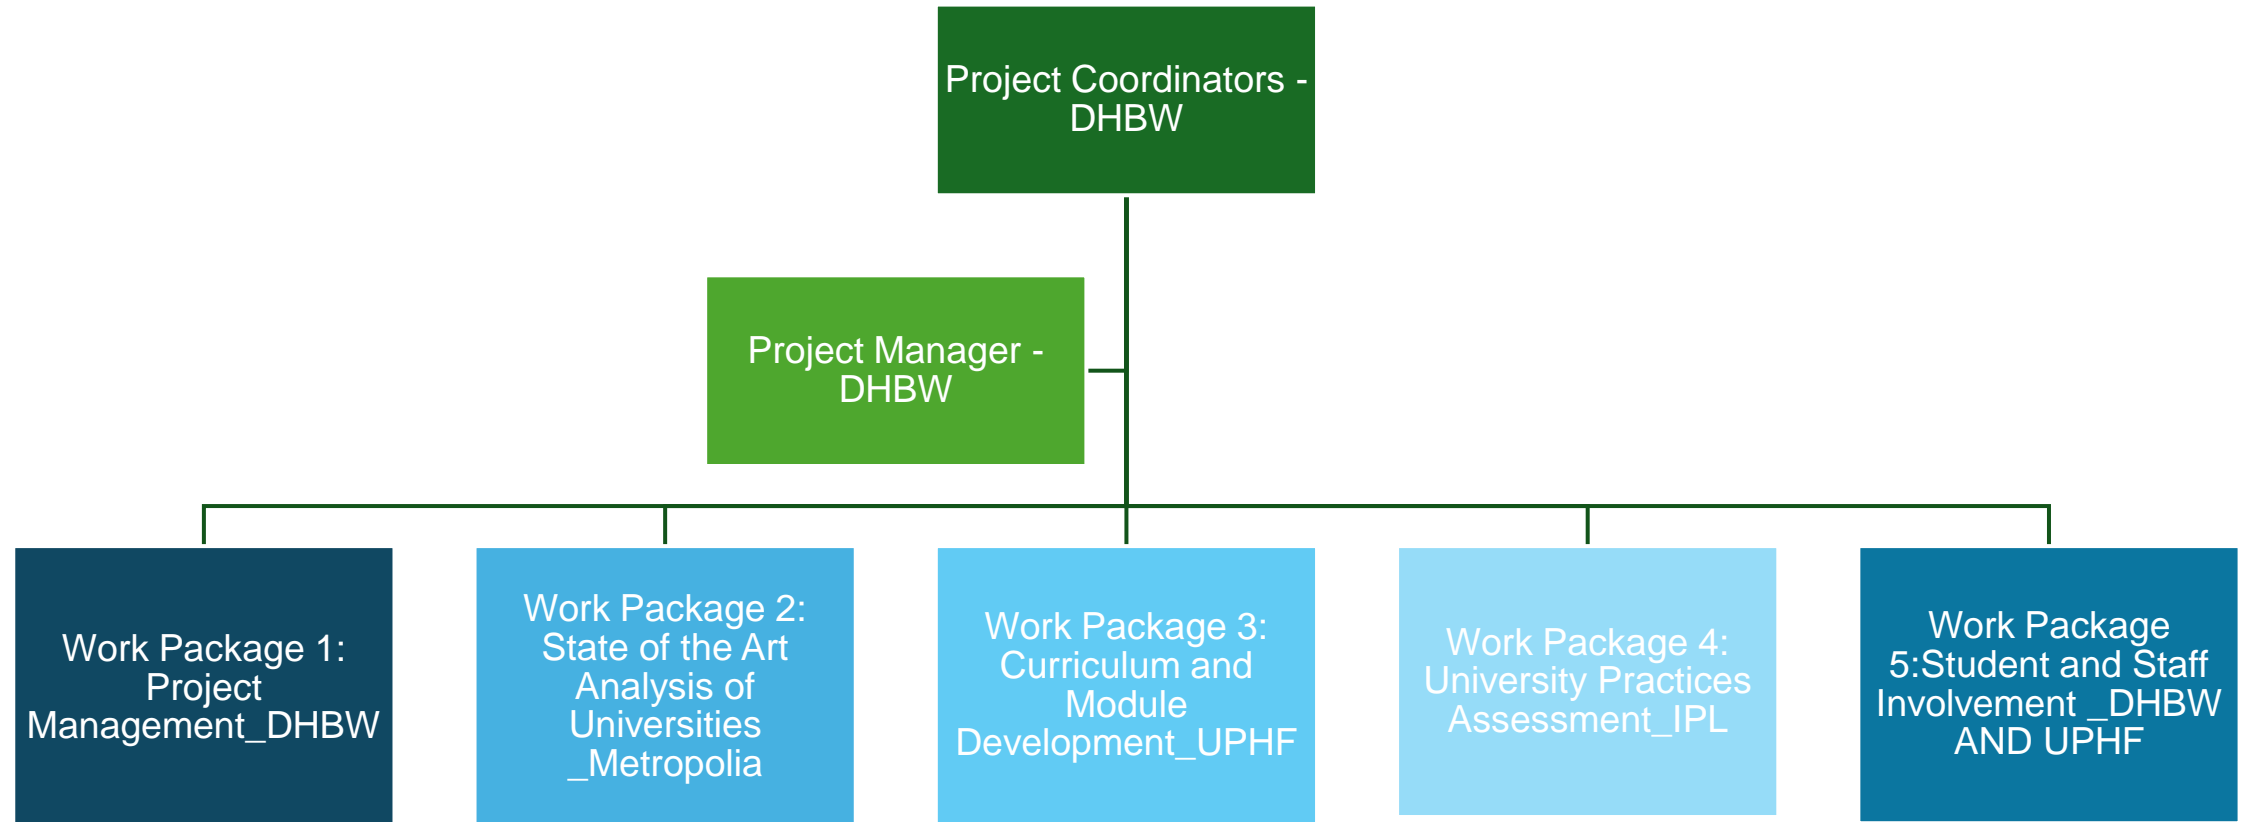 Project Coordinators -
DHBW
Project Manager -
DHBW
Work Package 1:
Project
Management_DHBW
Work Package 2:
State of the Art
Analysis of
Universities
_Metropolia
Work Package 3:
Curriculum and
Module
Development_UPHF
Work Package 4:
University Practices
Assessment_IPL
Work Package
5:Student and Staff
Involvement _DHBW
AND UPHF